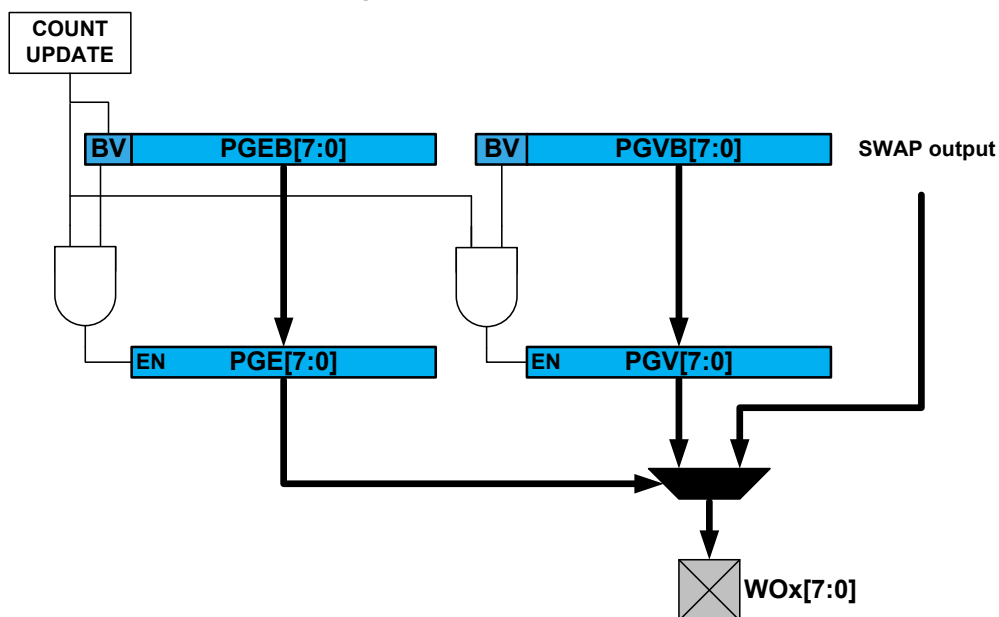 COUNT
UPDATE
BV PGEB[7:0] BV PGVB[7:0] SWAP output
EN PGE[7:0] EN PGV[7:0]
WOx[7:0]